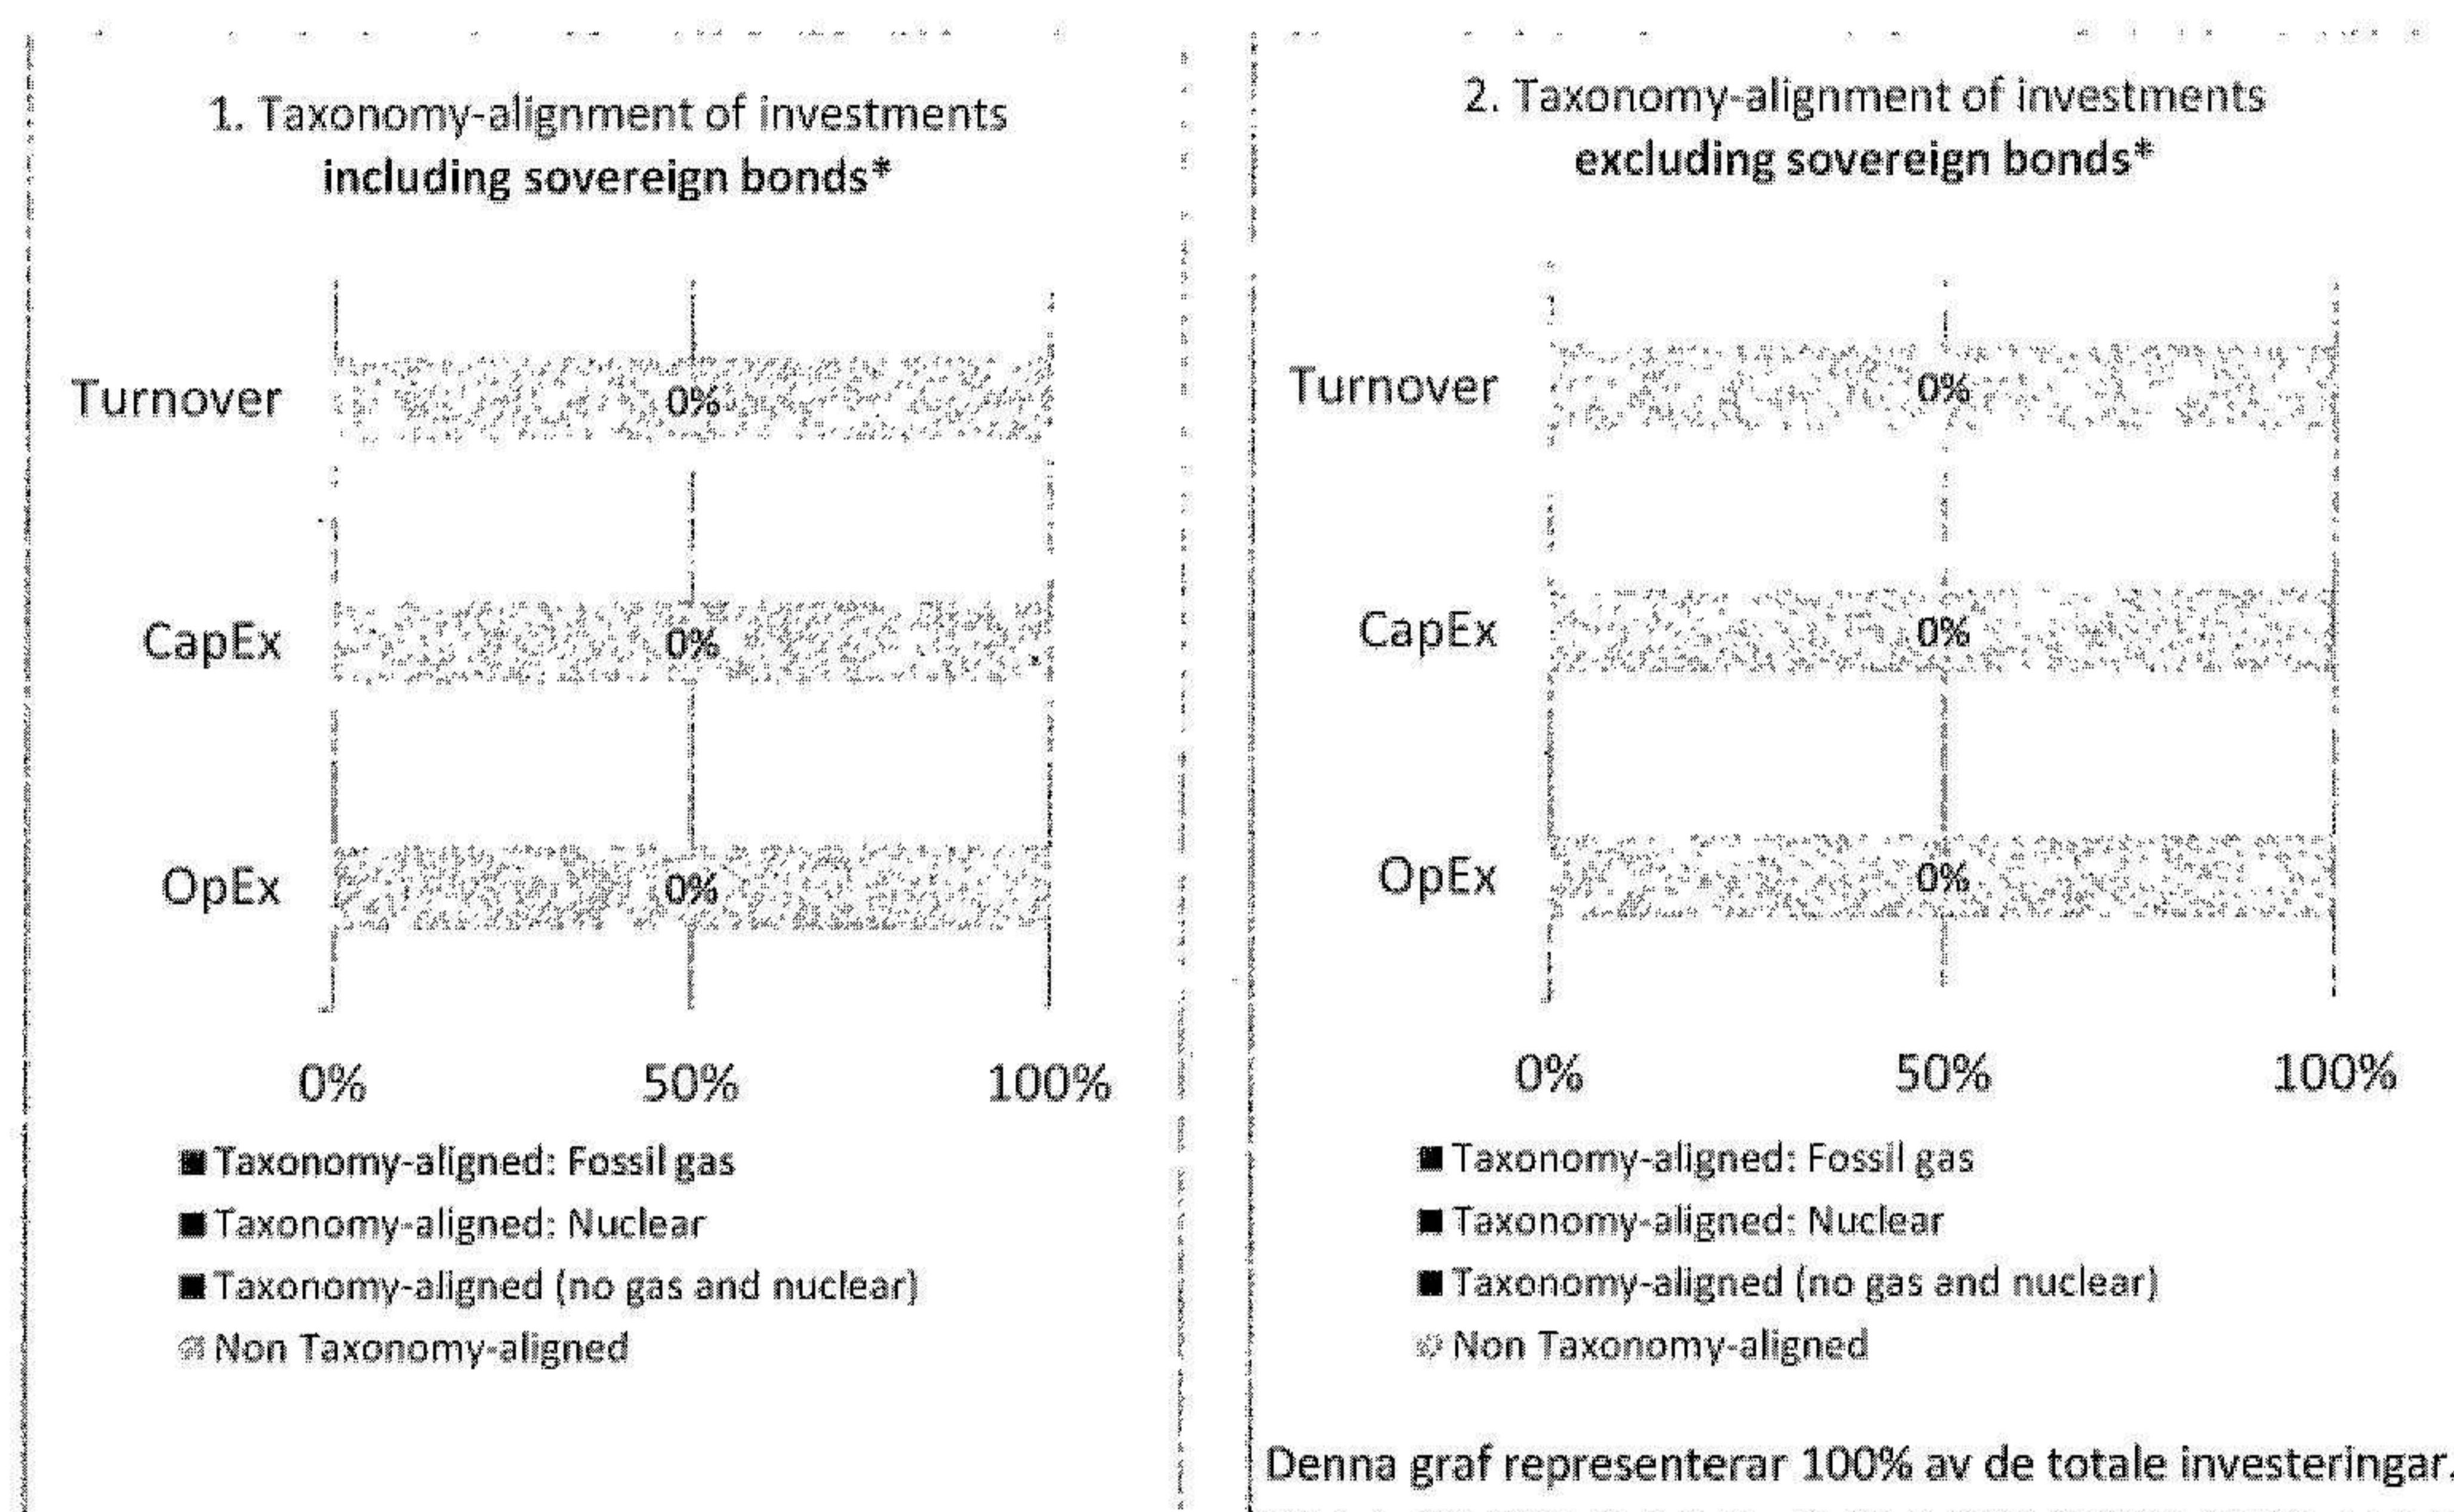 1. Taxonomy-alignment of investments
including sovereign bonds*
Turnover
0%
CapEx
0%
OpEx
0%
0% 50% 100%
Taxonomy-aligned: Fossil gas
Taxonomy-aligned: Nuclear
Taxonomy-aligned (no gas and nuclear)
Non Taxonomy-aligned
2. Taxonomy-alignment of investments
excluding sovereign bonds*
Turnover
0%
CapEx
0%
OpEx
0%
0% 50% 100%
Taxonomy-aligned: Fossil gas
Taxonomy-aligned: Nuclear
Taxonomy-aligned (no gas and nuclear)
Non Taxonomy-aligned
Denna graf representerar 100% av de totale investeringar.